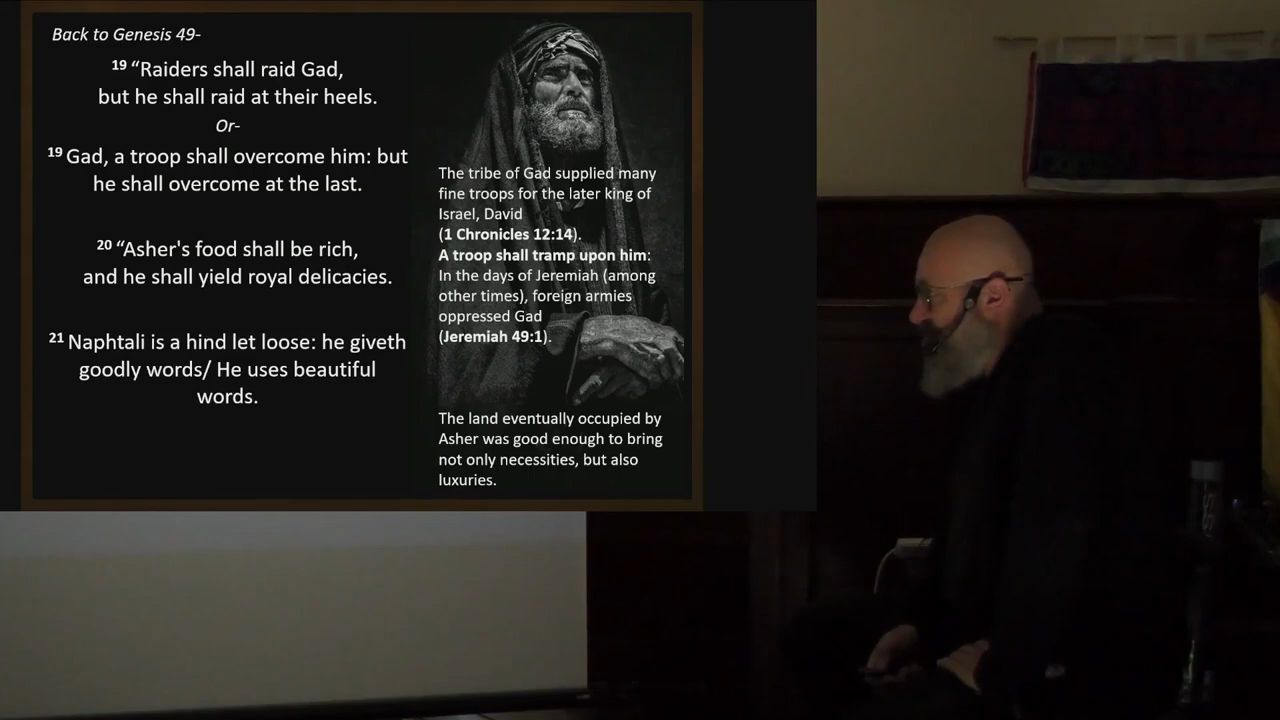 Back to Genesis 49-
19 “Raiders shall raid Gad,
but he shall raid at their heels.
Or-
19 Gad, a troop shall overcome him: but
he shall overcome at the last.
20 “Asher's food shall be rich,
and he shall yield royal delicacies.
21 Naphtali is a hind let loose: he giveth
goodly words/ He uses beautiful
words.
The tribe of Gad supplied many
fine troops for the later king of
Israel, David
(1 Chronicles 12:14).
A troop shall tramp upon him:
In the days of Jeremiah (among
other times), foreign armies
oppressed Gad
(Jeremiah 49:1).
The land eventually occupied by
Asher was good enough to bring
not only necessities, but also
luxuries.